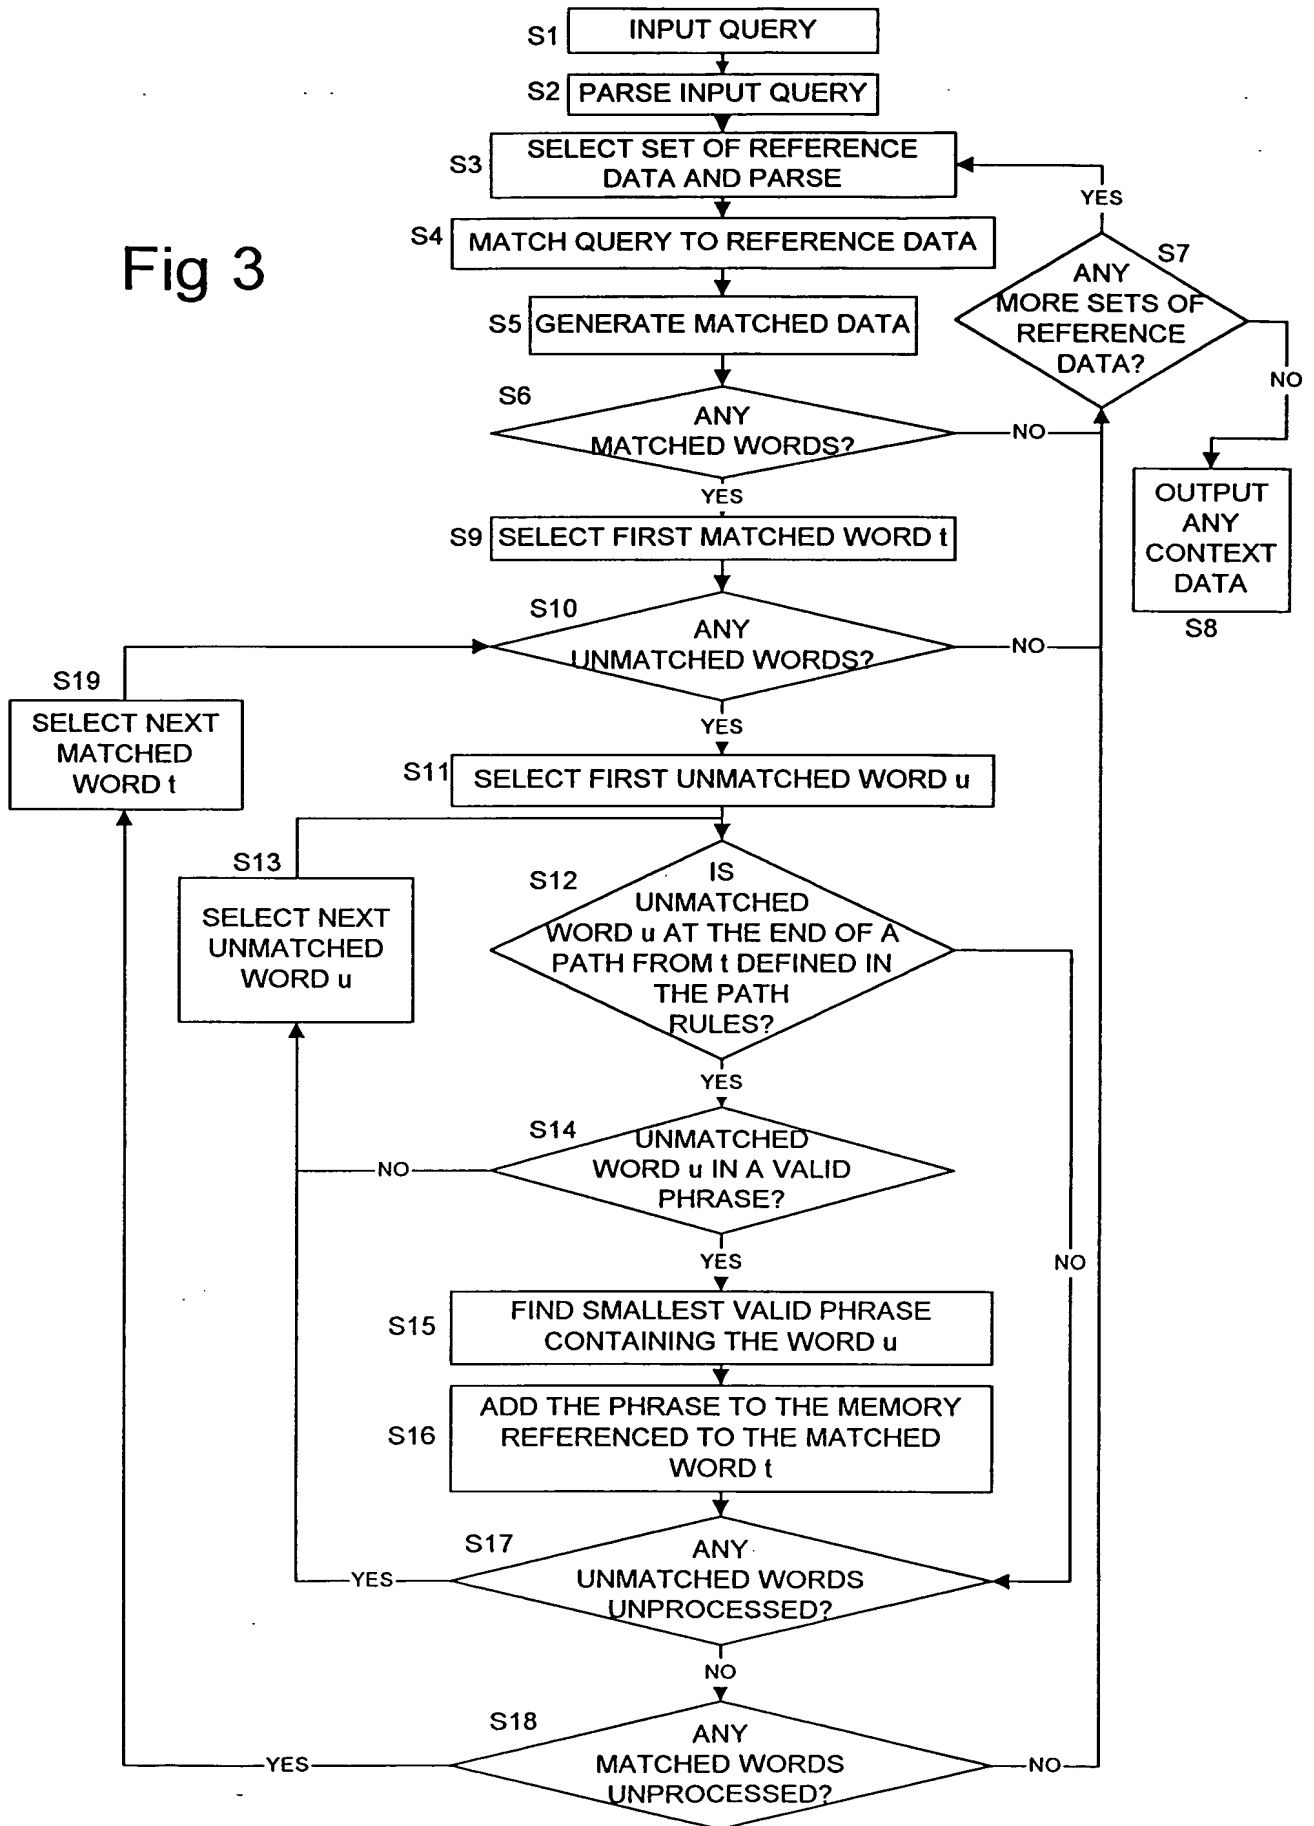 S1
INPUT QUERY
S2
PARSE INPUT QUERY
S3
SELECT SET OF REFERENCE
DATA AND PARSE
YES
S4
MATCH QUERY TO REFERENCE DATA
Fig 3
S7
ANY
MORE SETS OF
REFERENCE
DATA?
NO
S5
GENERATE MATCHED DATA
S6
ANY
MATCHED WORDS?
NO
YES
OUTPUT
ANY
CONTEXT
DATA
S8
S9
SELECT FIRST MATCHED WORD t
S10
ANY
UNMATCHED WORDS?
NO
YES
S19
SELECT NEXT
MATCHED
WORD t
S11
SELECT FIRST UNMATCHED WORD u
S13
SELECT NEXT
UNMATCHED
WORD u
S12
IS
UNMATCHED
WORD u AT THE END OF A
PATH FROM t DEFINED IN
THE PATH
RULES?
YES
S14
UNMATCHED
WORD u IN A VALID
PHRASE?
NO
YES
NO
S15
FIND SMALLEST VALID PHRASE
CONTAINING THE WORD u
S16
ADD THE PHRASE TO THE MEMORY
REFERENCED TO THE MATCHED
WORD t
S17
ANY
UNMATCHED WORDS
UNPROCESSED?
YES
NO
S18
ANY
MATCHED WORDS
UNPROCESSED?
YES
NO